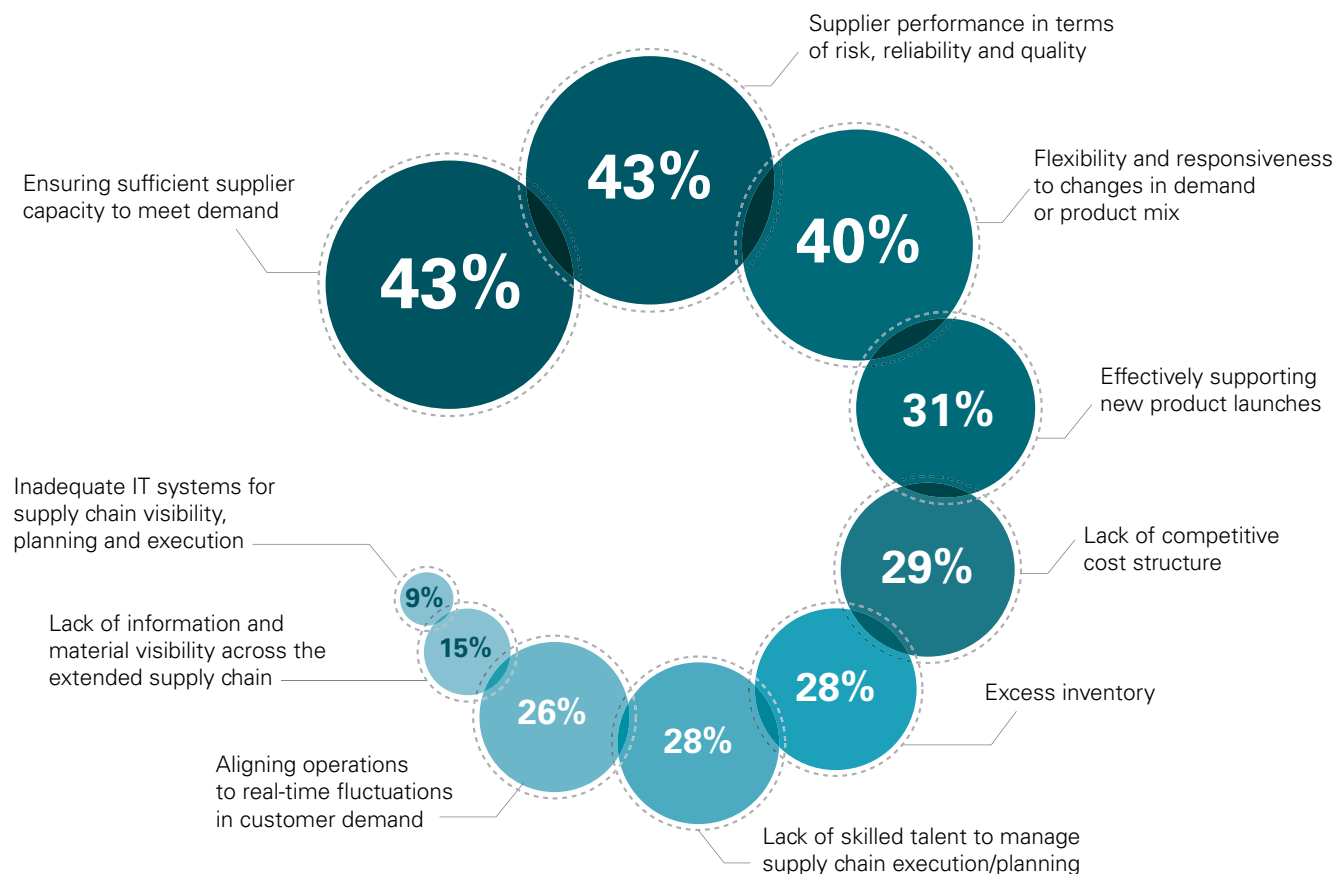 Supplier performance in terms
of risk, reliability and quality
43%
Ensuring sufficient supplier
capacity to meet demand
43%
Flexibility and responsiveness
to changes in demand
or product mix
40%
Effectively supporting
new product launches
31%
Lack of competitive
cost structure
29%
Excess inventory
28%
Lack of skilled talent to manage
supply chain execution/planning
28%
Aligning operations
to real-time fluctuations
in customer demand
26%
Lack of information and
material visibility across the
extended supply chain
15%
Inadequate IT systems for
supply chain visibility,
planning and execution
9%